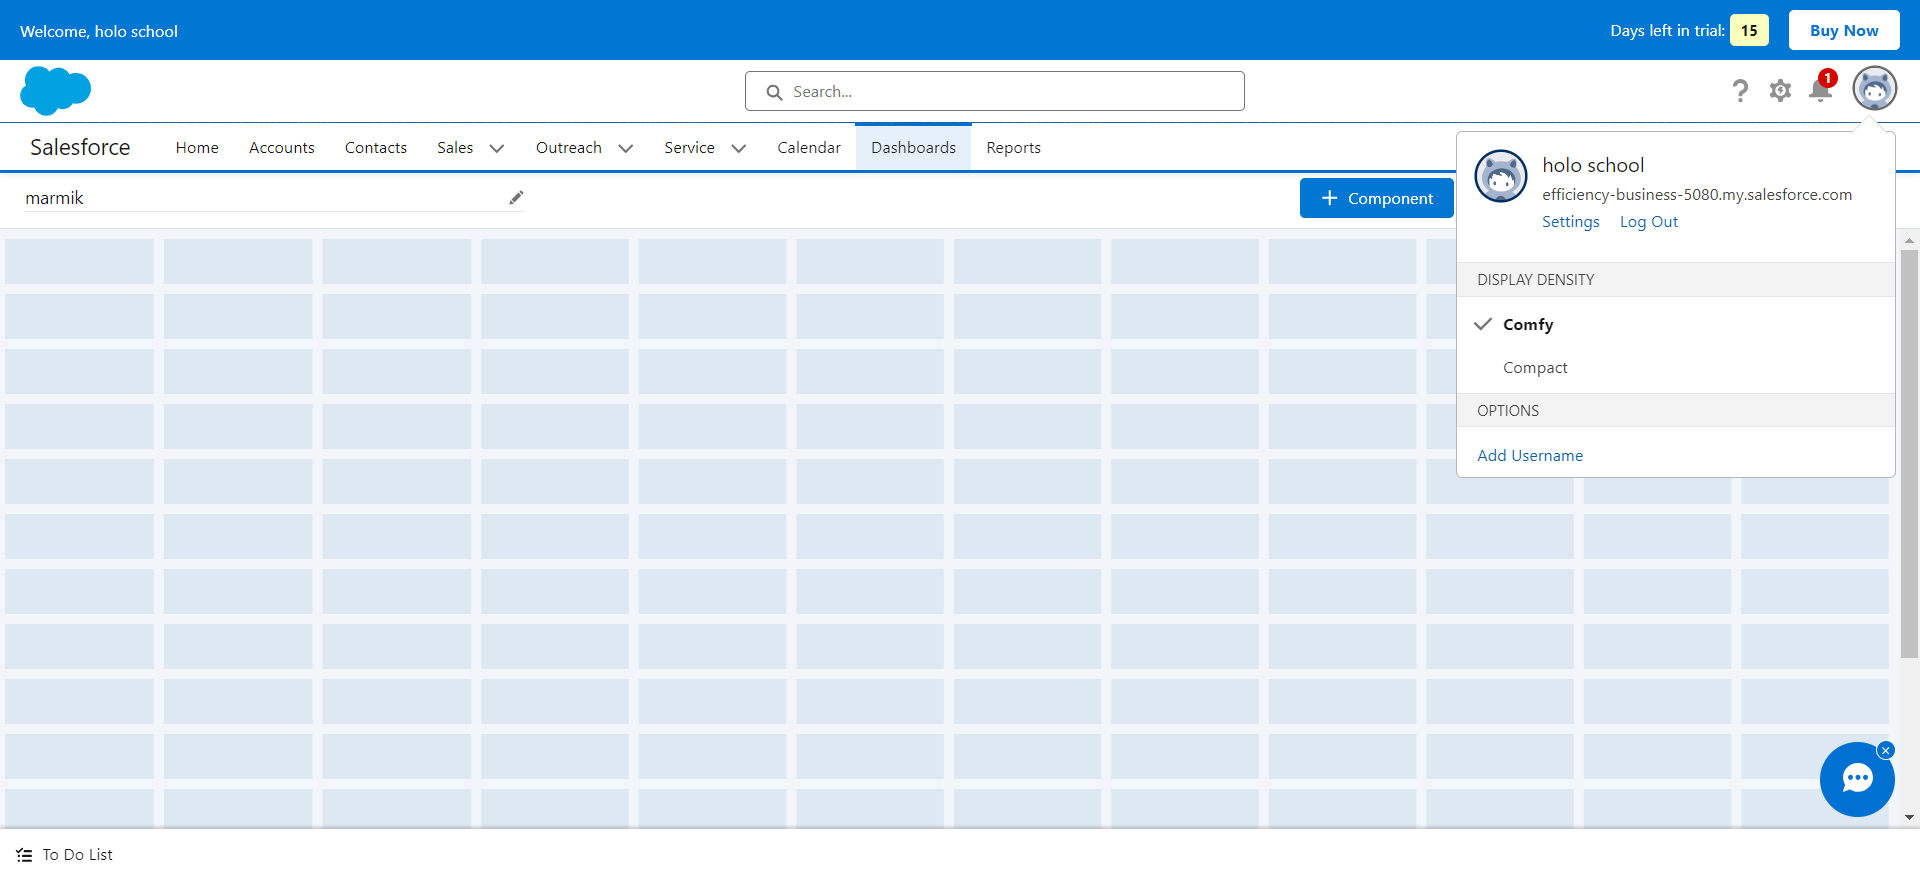 Welcome, holo school
Days left in trial: 15
Buy Now
Search...
1
Salesforce
Home
Accounts
Contacts
Sales
Outreach
Service
Calendar
Dashboards
Reports
holo school
efficiency-business-5080.my.salesforce.com
Settings
Log Out
marmik
Component
DISPLAY DENSITY
Comfy
Compact
OPTIONS
Add Username
To Do List